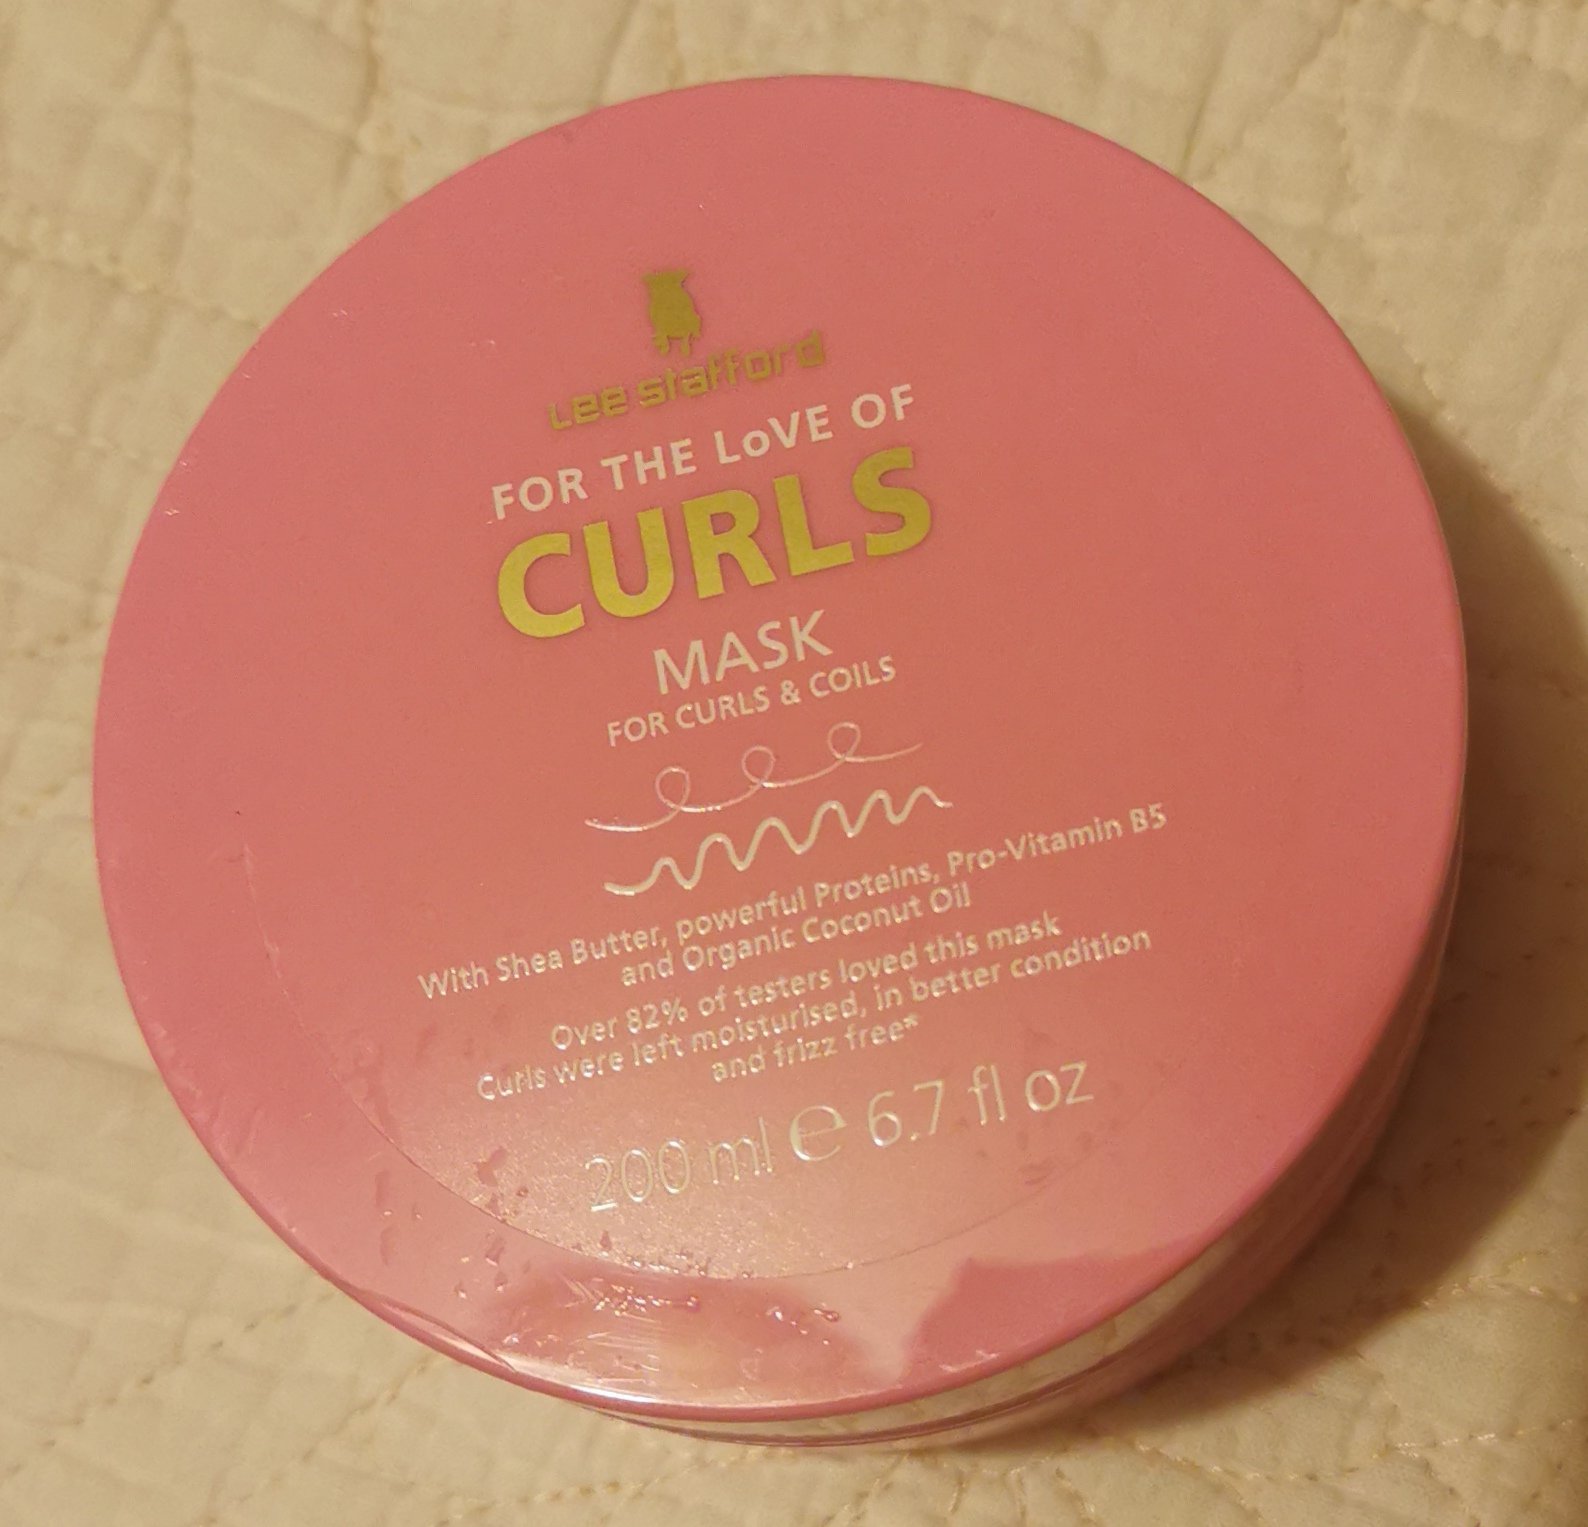 Lee Stafford
FOR THE LoVE OF
CURLS
MASK
FOR CURLS & COILS
With Shea Butter, powerful Proteins, Pro-Vitamin B5
and Organic Coconut Oil
Over 82% of testers loved this mask
Curls were left moisturised, in better condition
and frizz free*
200 ml ℮ 6.7 fl oz